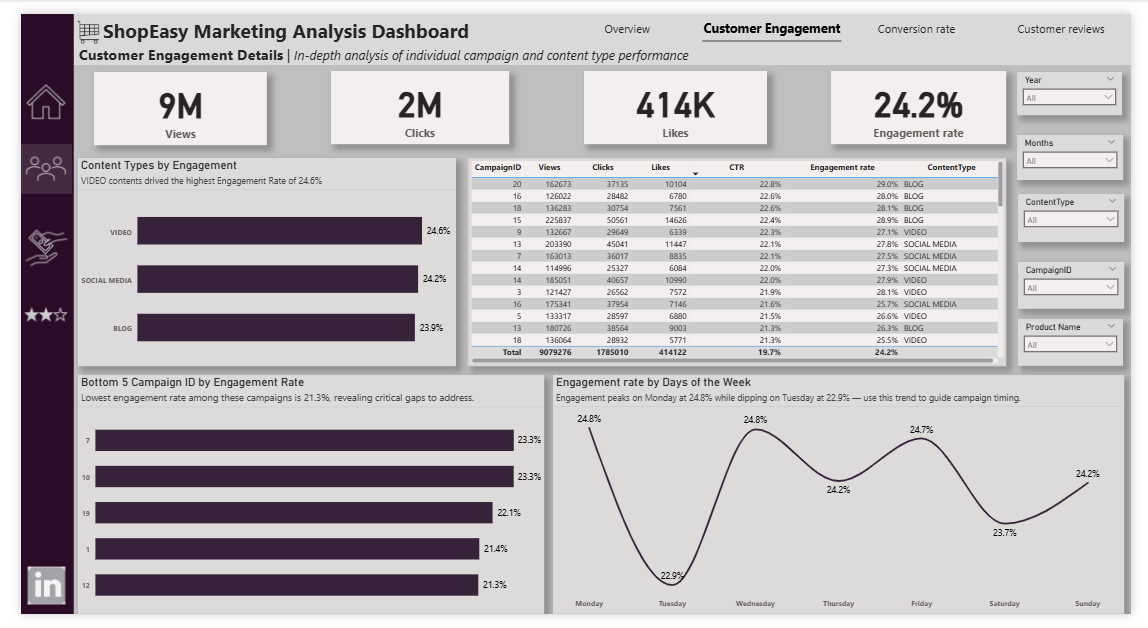 ShopEasy Marketing Analysis Dashboard
Overview
Customer Engagement
Conversion rate
Customer reviews
Customer Engagement Details | In-depth analysis of individual campaign and content type performance
9M
Views
2M
Clicks
414K
Likes
24.2%
Engagement rate
Year
All
Months
All
ContentType
All
CampaignID
All
Product Name
All
Content Types by Engagement
VIDEO contents drived the highest Engagement Rate of 24.6%
VIDEO 24.6%
SOCIAL MEDIA 24.2%
BLOG 23.9%
CampaignID Views Clicks Likes CTR Engagement rate ContentType
20 162673 37135 10104 22.8% 29.0% BLOG
16 126022 28482 6780 22.6% 28.0% BLOG
18 136283 30754 7561 22.6% 28.1% BLOG
15 225837 50561 14626 22.4% 28.9% BLOG
9 132667 29649 6339 22.3% 27.1% VIDEO
13 203390 45041 11447 22.1% 27.8% SOCIAL MEDIA
7 163013 36017 8835 22.1% 27.5% SOCIAL MEDIA
14 114996 25327 6084 22.0% 27.3% SOCIAL MEDIA
14 185051 40657 10990 22.0% 27.9% VIDEO
3 121427 26562 7572 21.9% 28.1% VIDEO
16 175341 37954 7146 21.6% 25.7% SOCIAL MEDIA
5 133317 28597 6880 21.5% 26.6% VIDEO
13 180726 38564 9003 21.3% 26.3% BLOG
18 136064 28932 5771 21.3% 25.5% VIDEO
Total 9079276 1785010 414122 19.7% 24.2%
Bottom 5 Campaign ID by Engagement Rate
Lowest engagement rate among these campaigns is 21.3%, revealing critical gaps to address.
7 23.3%
10 23.3%
19 22.1%
1 21.4%
12 21.3%
Engagement rate by Days of the Week
Engagement peaks on Monday at 24.8% while dipping on Tuesday at 22.9% — use this trend to guide campaign timing.
24.8%
22.9%
24.8%
24.2%
24.7%
23.7%
24.2%
Monday Tuesday Wednesday Thursday Friday Saturday Sunday
in